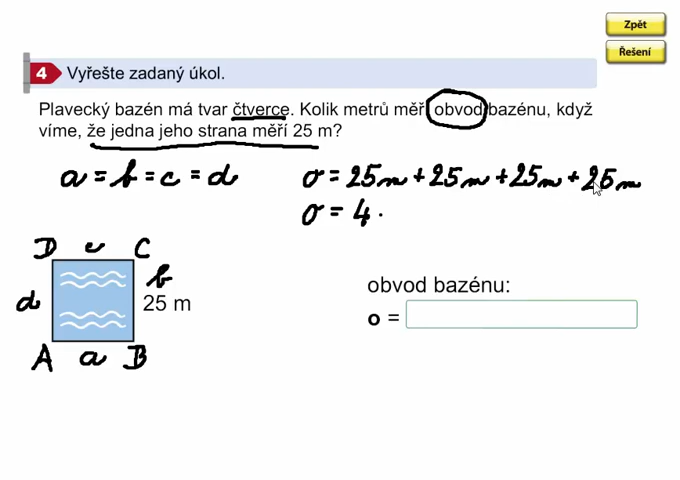 Zpět
Řešení
4 Vyřešte zadaný úkol.
Plavecký bazén má tvar čtverce. Kolik metrů měř obvod bazénu, když
víme, že jedna jeho strana měří 25 m?
a = b = c = d
o = 25m + 25m + 25m + 25m
o = 4 ·
D c C
b
d
25 m
A a B
obvod bazénu:
o =